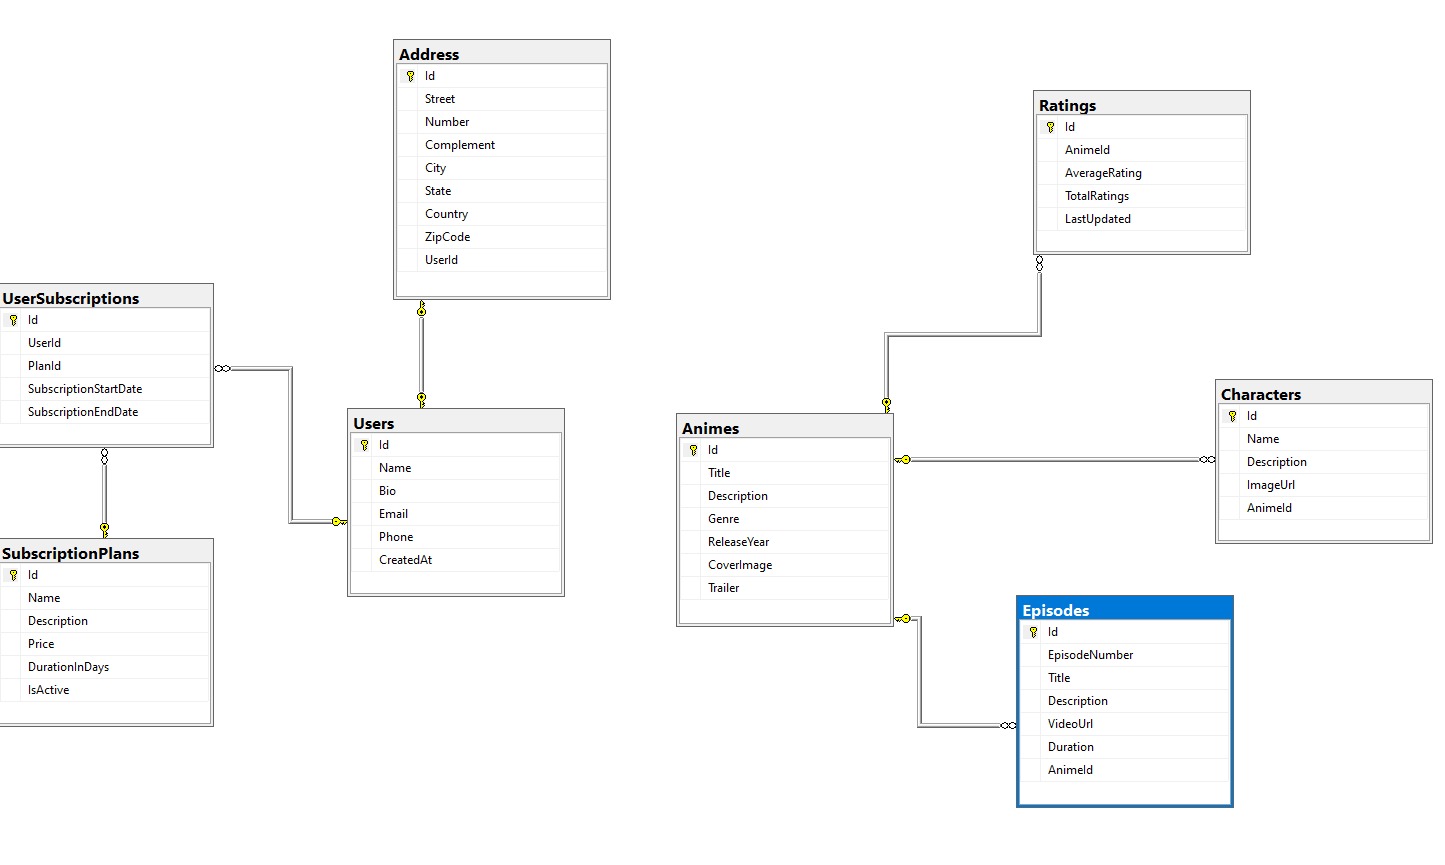 Address
Id
Street
Number
Complement
City
State
Country
ZipCode
UserId
Ratings
Id
AnimeId
AverageRating
TotalRatings
LastUpdated
UserSubscriptions
Id
UserId
PlanId
SubscriptionStartDate
SubscriptionEndDate
Users
Id
Name
Bio
Email
Phone
CreatedAt
Animes
Id
Title
Description
Genre
ReleaseYear
CoverImage
Trailer
Characters
Id
Name
Description
ImageUrl
AnimeId
SubscriptionPlans
Id
Name
Description
Price
DurationInDays
IsActive
Episodes
Id
EpisodeNumber
Title
Description
VideoUrl
Duration
AnimeId